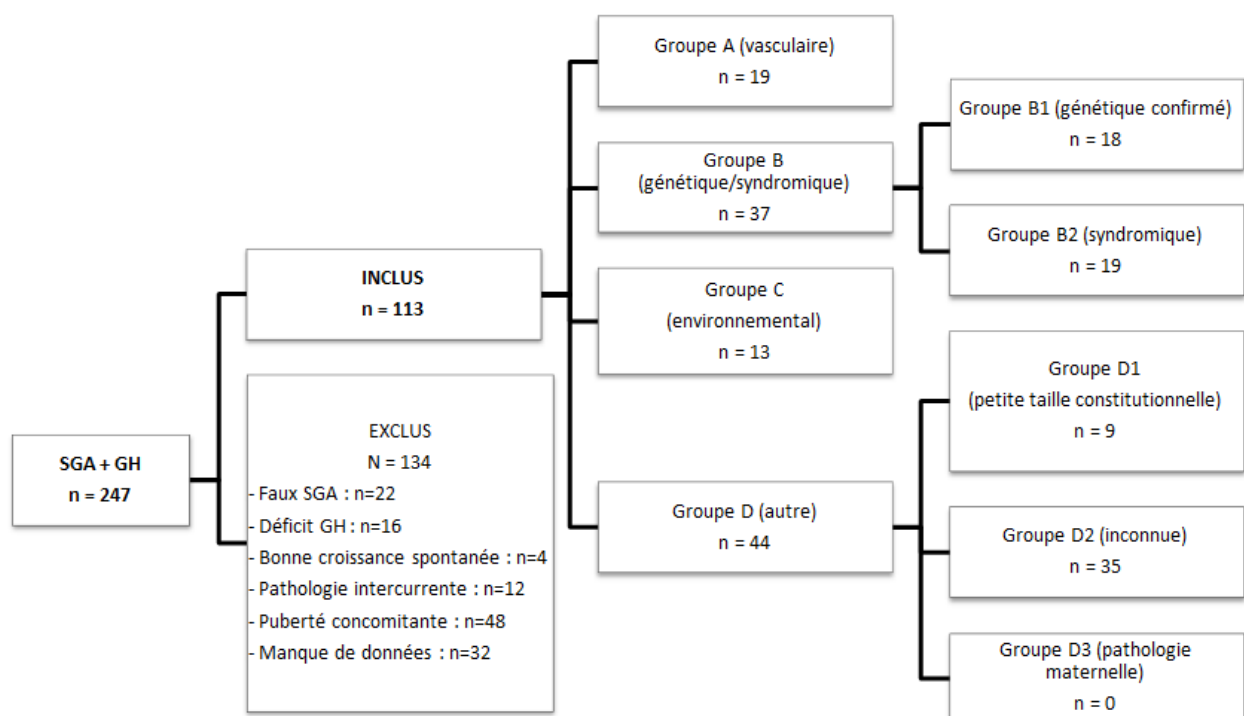 SGA + GH
n = 247
INCLUS
n = 113
EXCLUS
N = 134
- Faux SGA : n=22
- Déficit GH : n=16
- Bonne croissance spontanée : n=4
- Pathologie intercurrente : n=12
- Puberté concomitante : n=48
- Manque de données : n=32
Groupe A (vasculaire)
n = 19
Groupe B
(génétique/syndromique)
n = 37
Groupe C
(environnemental)
n = 13
Groupe D (autre)
n = 44
Groupe B1 (génétique confirmé)
n = 18
Groupe B2 (syndromique)
n = 19
Groupe D1
(petite taille constitutionnelle)
n = 9
Groupe D2 (inconnue)
n = 35
Groupe D3 (pathologie
maternelle)
n = 0